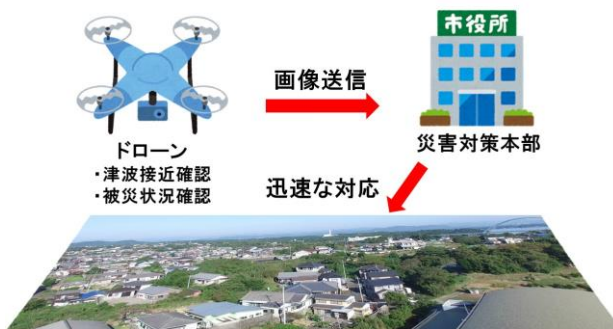 市役所
画像送信
災害対策本部
ドローン
・津波接近確認
・被災状況確認
迅速な対応